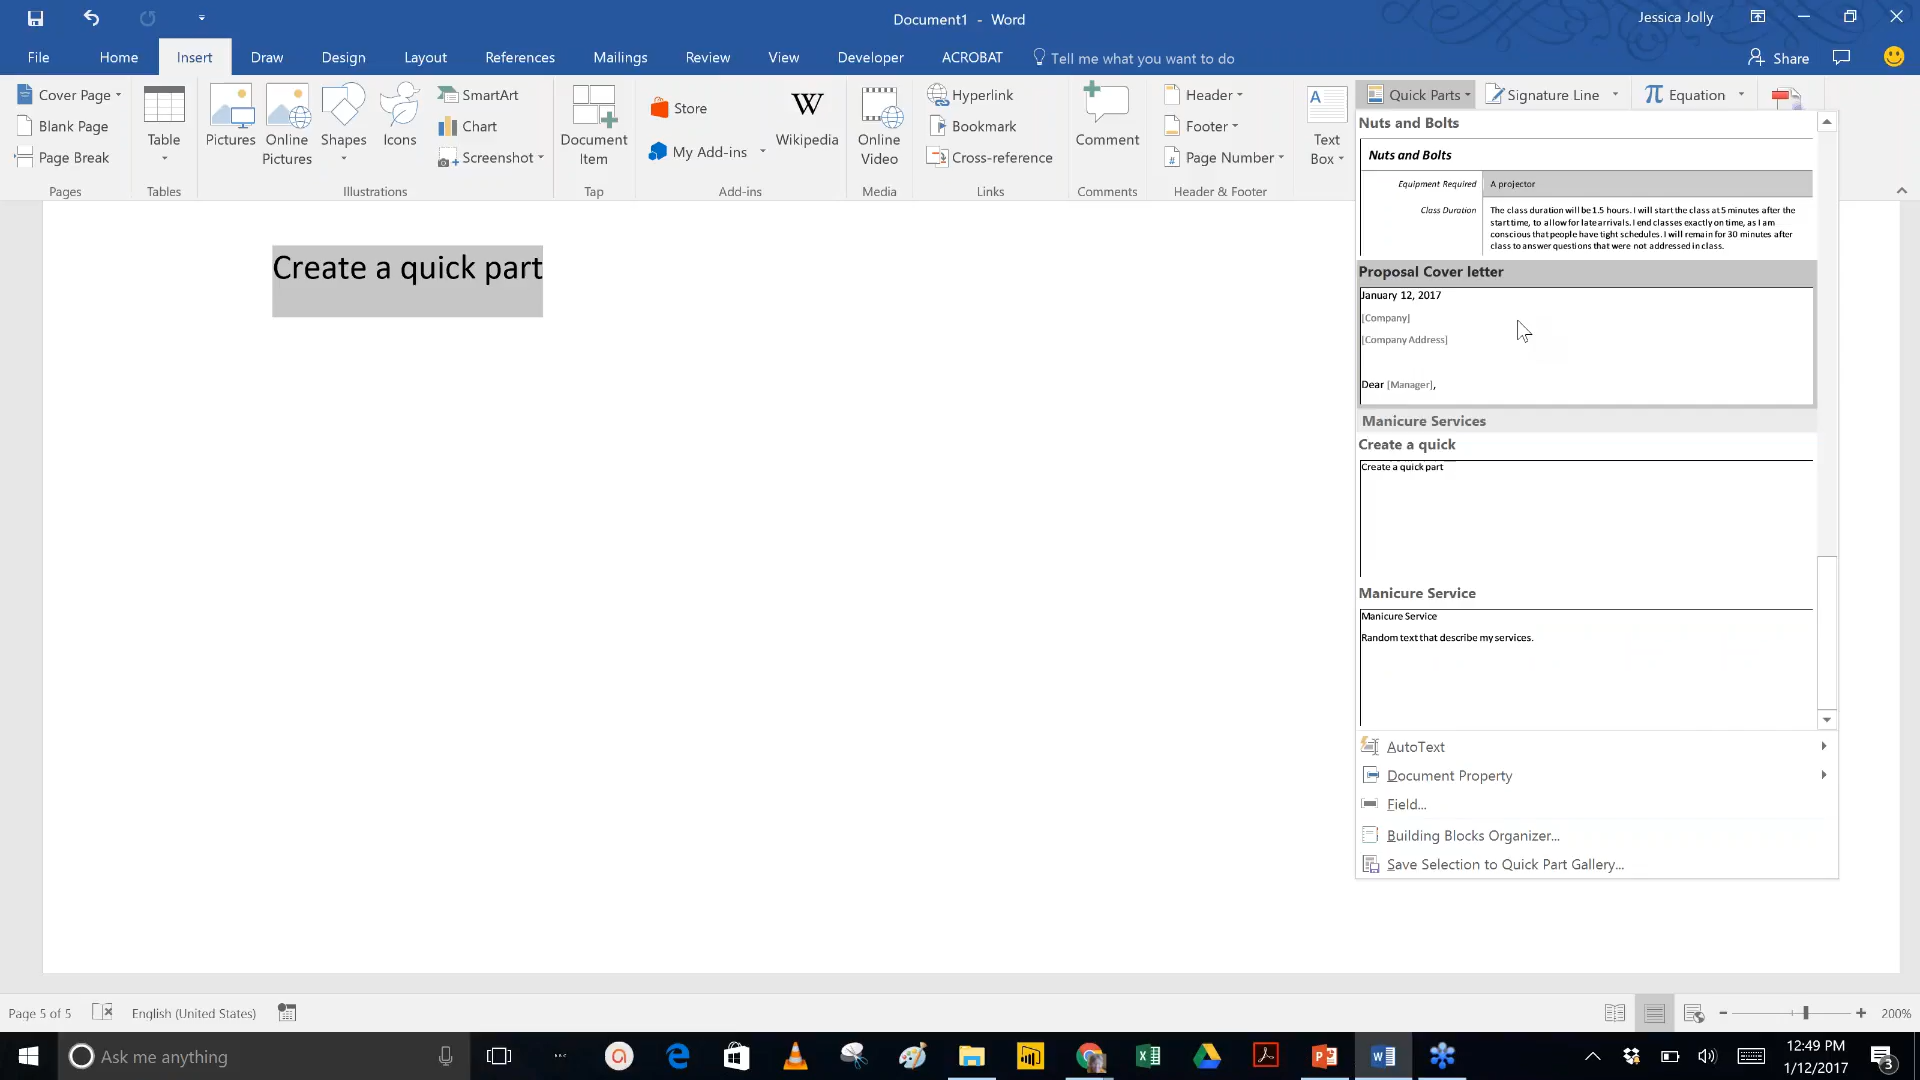 Document1 - Word
Jessica Jolly
File Home Insert Draw Design Layout References Mailings Review View Developer ACROBAT Tell me what you want to do Share
Cover Page
Blank Page
Page Break
Pages
Table
Tables
Pictures
Online Pictures
Shapes
Icons
SmartArt
Chart
Screenshot
Illustrations
Document Item
Tap
Store
My Add-ins
Wikipedia
Add-ins
Online Video
Media
Hyperlink
Bookmark
Cross-reference
Links
Comment
Comments
Header
Footer
Page Number
Header & Footer
Text Box
Quick Parts
Signature Line
Equation
Create a quick part
Nuts and Bolts
Nuts and Bolts
Equipment Required A projector
Class Duration The class duration will be 1.5 hours. I will start the class at 5 minutes after the
start time, to allow for late arrivals. I end classes exactly on time, as I am
conscious that people have tight schedules. I will remain for 30 minutes after
class to answer questions that were not addressed in class.
Proposal Cover letter
January 12, 2017
[Company]
[Company Address]
Dear [Manager],
Manicure Services
Create a quick
Create a quick part
Manicure Service
Manicure Service
Random text that describe my services.
AutoText
Document Property
Field...
Building Blocks Organizer...
Save Selection to Quick Part Gallery...
Page 5 of 5 English (United States) 200%
Ask me anything
12:49 PM
1/12/2017
3